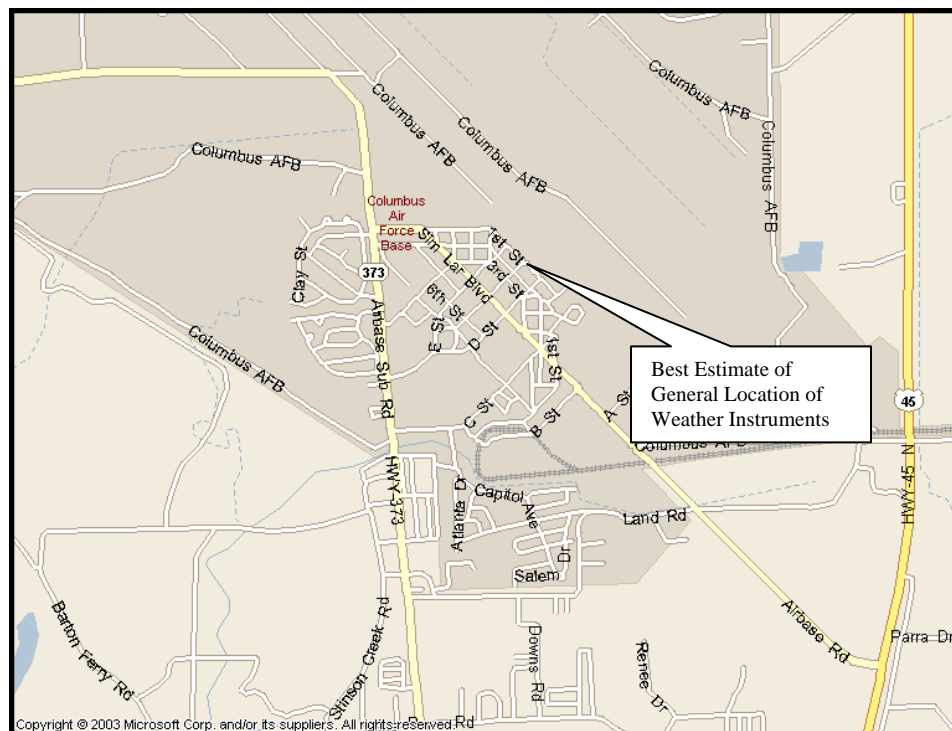 Columbus AFB
Columbus AFB
Columbus AFB
Columbus AFB
Columbus AFB
Columbus
Air
Force
Base
1st St
Sim Lar Blvd
3rd St
Clay St
373
6th St
E St
D St
Airbase Sub Rd
Columbus AFB
1st St
Best Estimate of
General Location of
Weather Instruments
45
C St
B St
A St
Columbus AFB
HWY-45 N
HWY-373
Atlanta Dr
Capitol Ave
Land Rd
Salem Dr
Barton Ferry Rd
Stinson Creek Rd
Downs Rd
Renee Dr
Airbase Rd
Parra Dr
Rd
Copyright © 2003 Microsoft Corp. and/or its suppliers. All rights reserved.